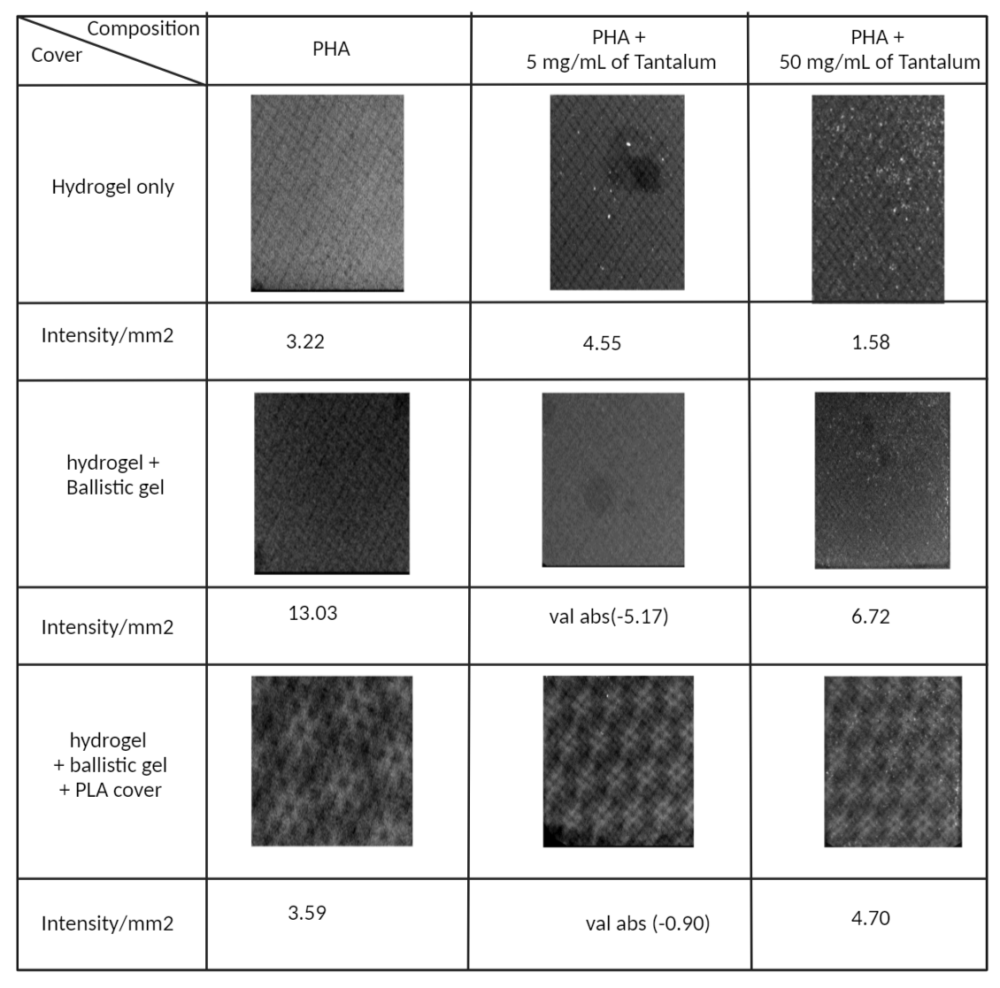 Composition
Cover
PHA
PHA +
5 mg/mL of Tantalum
PHA +
50 mg/mL of Tantalum
Hydrogel only
Intensity/mm2
3.22
4.55
1.58
hydrogel +
Ballistic gel
Intensity/mm2
13.03
val abs(-5.17)
6.72
hydrogel
+ ballistic gel
+ PLA cover
Intensity/mm2
3.59
val abs (-0.90)
4.70